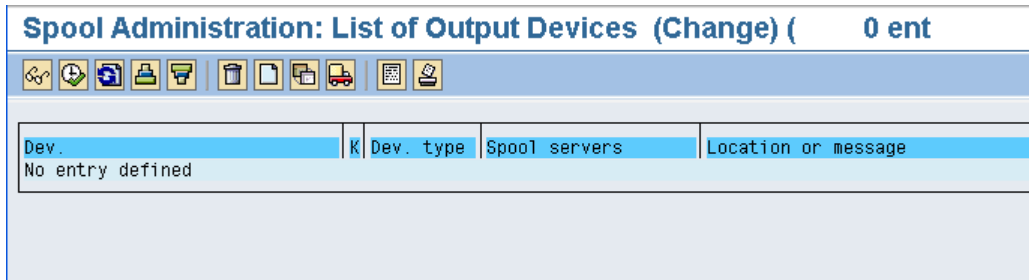 Spool Administration: List of Output Devices (Change) ( 0 ent
Dev. K Dev. type Spool servers Location or message
No entry defined